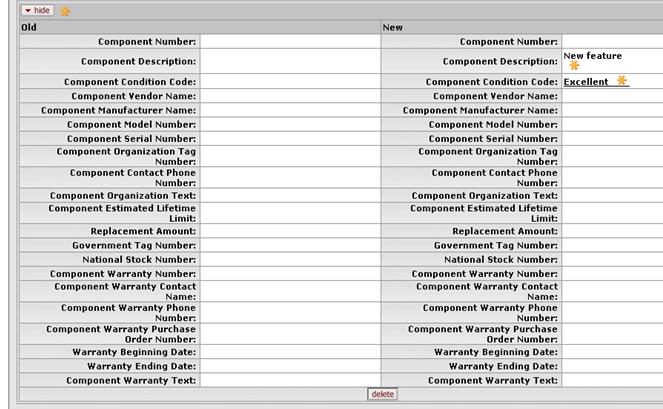 hide
Old New
Component Number: Component Number:
Component Description: Component Description: New feature
Component Condition Code: Component Condition Code: Excellent
Component Vendor Name: Component Vendor Name:
Component Manufacturer Name: Component Manufacturer Name:
Component Model Number: Component Model Number:
Component Serial Number: Component Serial Number:
Component Organization Tag Component Organization Tag
Number: Number:
Component Contact Phone Component Contact Phone
Number: Number:
Component Organization Text: Component Organization Text:
Component Estimated Lifetime Component Estimated Lifetime
Limit: Limit:
Replacement Amount: Replacement Amount:
Government Tag Number: Government Tag Number:
National Stock Number: National Stock Number:
Component Warranty Number: Component Warranty Number:
Component Warranty Contact Component Warranty Contact
Name: Name:
Component Warranty Phone Component Warranty Phone
Number: Number:
Component Warranty Purchase Component Warranty Purchase
Order Number: Order Number:
Warranty Beginning Date: Warranty Beginning Date:
Warranty Ending Date: Warranty Ending Date:
Component Warranty Text: Component Warranty Text:
delete